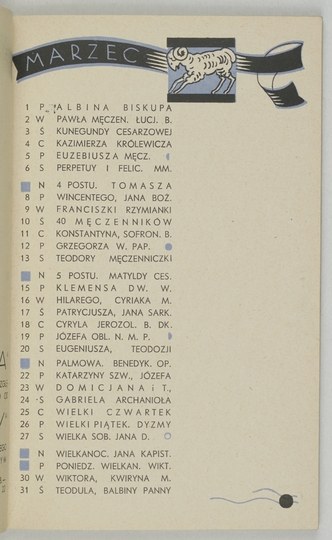 MARZEC
1 P ALBINA BISKUPA
2 W PAWŁA MĘCZEN. ŁUCJ. B.
3 Ś KUNEGUNDY CESARZOWEJ
4 C KAZIMIERZA KRÓLEWICZA
5 P EUZEBIUSZA MĘCZ.
6 S PERPETUY I FELIC. MM.
N 4 POSTU. TOMASZA
8 P WINCENTEGO, JANA BOŻ.
9 W FRANCISZKI RZYMIANKI
10 Ś 40 MĘCZENNIKÓW
11 C KONSTANTYNA, SOFRON. B.
12 P GRZEGORZA W. PAP.
13 S TEODORY MĘCZENNICZKI
N 5 POSTU. MATYLDY CES.
15 P KLEMENSA DW. W.
16 W HILAREGO, CYRIAKA M.
17 Ś PATRYCJUSZA, JANA SARK.
18 C CYRYLA JEROZOL. B. DK.
19 P JÓZEFA OBL. N. M. P.
20 S EUGENIUSZA, TEODOZJI
N PALMOWA. BENEDYK. OP.
22 P KATARZYNY SZW., JÓZEFA
23 W DOMICJANA i T.,
24 Ś GABRIELA ARCHANIOŁA
25 C WIELKI CZWARTEK
26 P WIELKI PIĄTEK. DYZMY
27 S WIELKA SOB. JANA D.
N WIELKANOC. JANA KAPIST.
P PONIEDZ. WIELKAN. WIKT.
30 W WIKTORA, KWIRYNA M.
31 Ś TEODULA, BALBINY PANNY